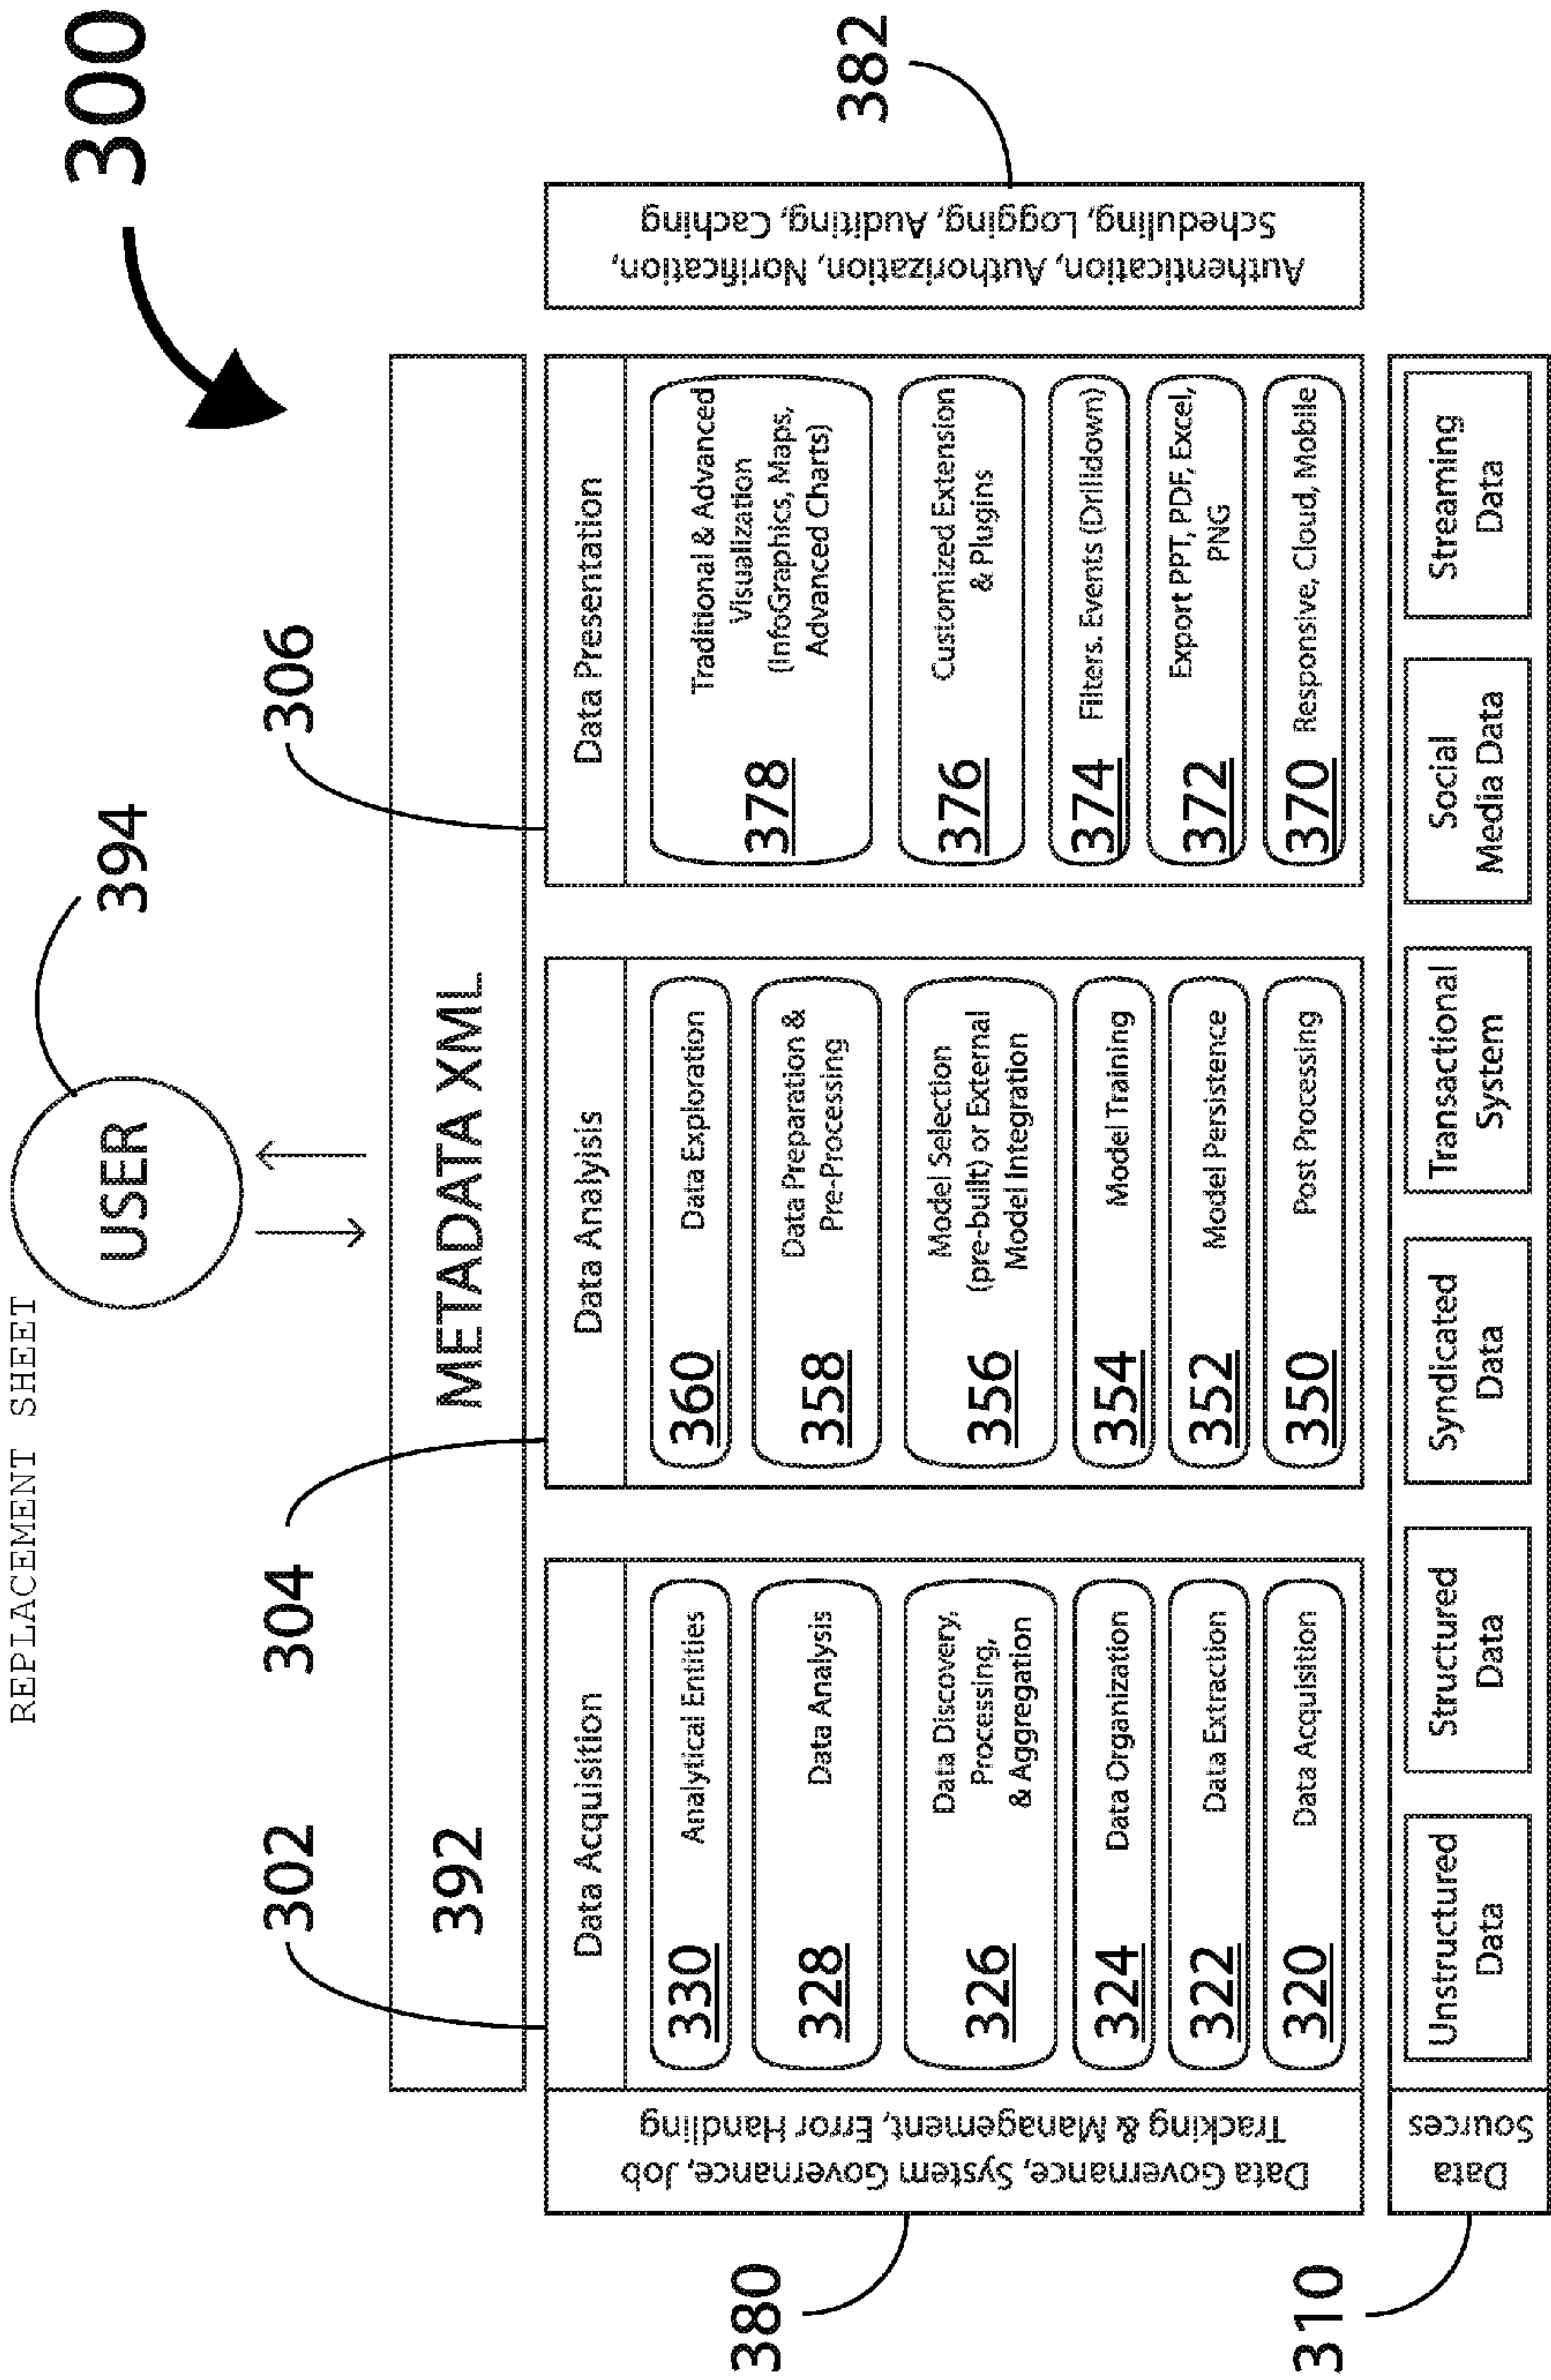 REPLACEMENT SHEET
300
USER
394
302
304
306
392
METADATA XML
380
Data Governance, System Governance, Job
Tracking & Management, Error Handling
Data Acquisition
330
Analytical Entities
328
Data Analysis
326
Data Discovery,
Processing,
& Aggregation
324
Data Organization
322
Data Extraction
320
Data Acquisition
Data Analyisis
360
Data Exploration
358
Data Preparation &
Pre-Processing
356
Model Selection
(pre-built) or External
Model Integration
354
Model Training
352
Model Persistence
350
Post Processing
Data Presentation
378
Traditional & Advanced
Visualization
(InfoGraphics, Maps,
Advanced Charts)
376
Customized Extension
& Plugins
374
Filters. Events (Drillidown)
372
Export PPT, PDF, Excel,
PNG
370
Responsive, Cloud, Mobile
Authentication, Authorization, Norification,
Scheduling, Logging, Auditing, Caching
382
310
Data
Sources
Unstructured
Data
Structured
Data
Syndicated
Data
Transactional
System
Social
Media Data
Streaming
Data